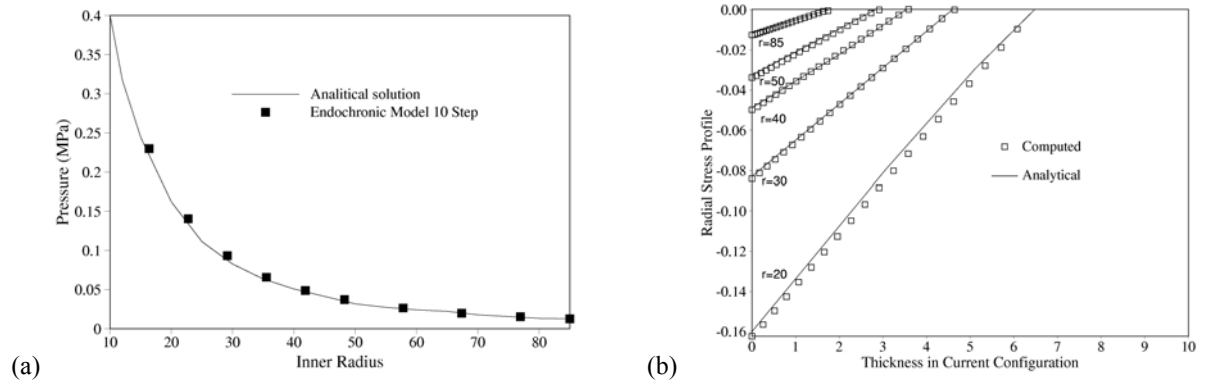 0.4
0.35
0.3
0.25
0.2
0.15
0.1
0.05
0
Pressure (MPa)
Analitical solution
Endochronic Model 10 Step
10 20 30 40 50 60 70 80
Inner Radius
(a)
0.00
-0.02
-0.04
-0.06
-0.08
-0.10
-0.12
-0.14
-0.16
Radial Stress Profile
r=85
r=50
r=40
r=30
r=20
Computed
Analytical
0 1 2 3 4 5 6 7 8 9 10
Thickness in Current Configuration
(b)